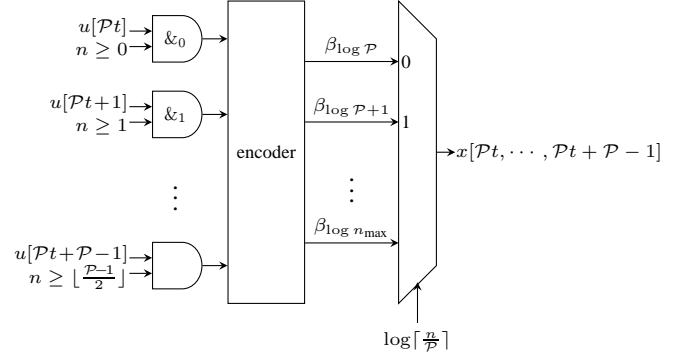 u[𝒫t]
n ≥ 0
&₀
u[𝒫t+1]
n ≥ 1
&₁
⋮
u[𝒫t+𝒫−1]
n ≥ ⌊(𝒫−1)/2⌋
encoder
β_{log 𝒫}
0
β_{log 𝒫+1}
1
⋮
β_{log n_max}
x[𝒫t, ⋯ , 𝒫t + 𝒫 − 1]
log⌈n/𝒫⌉